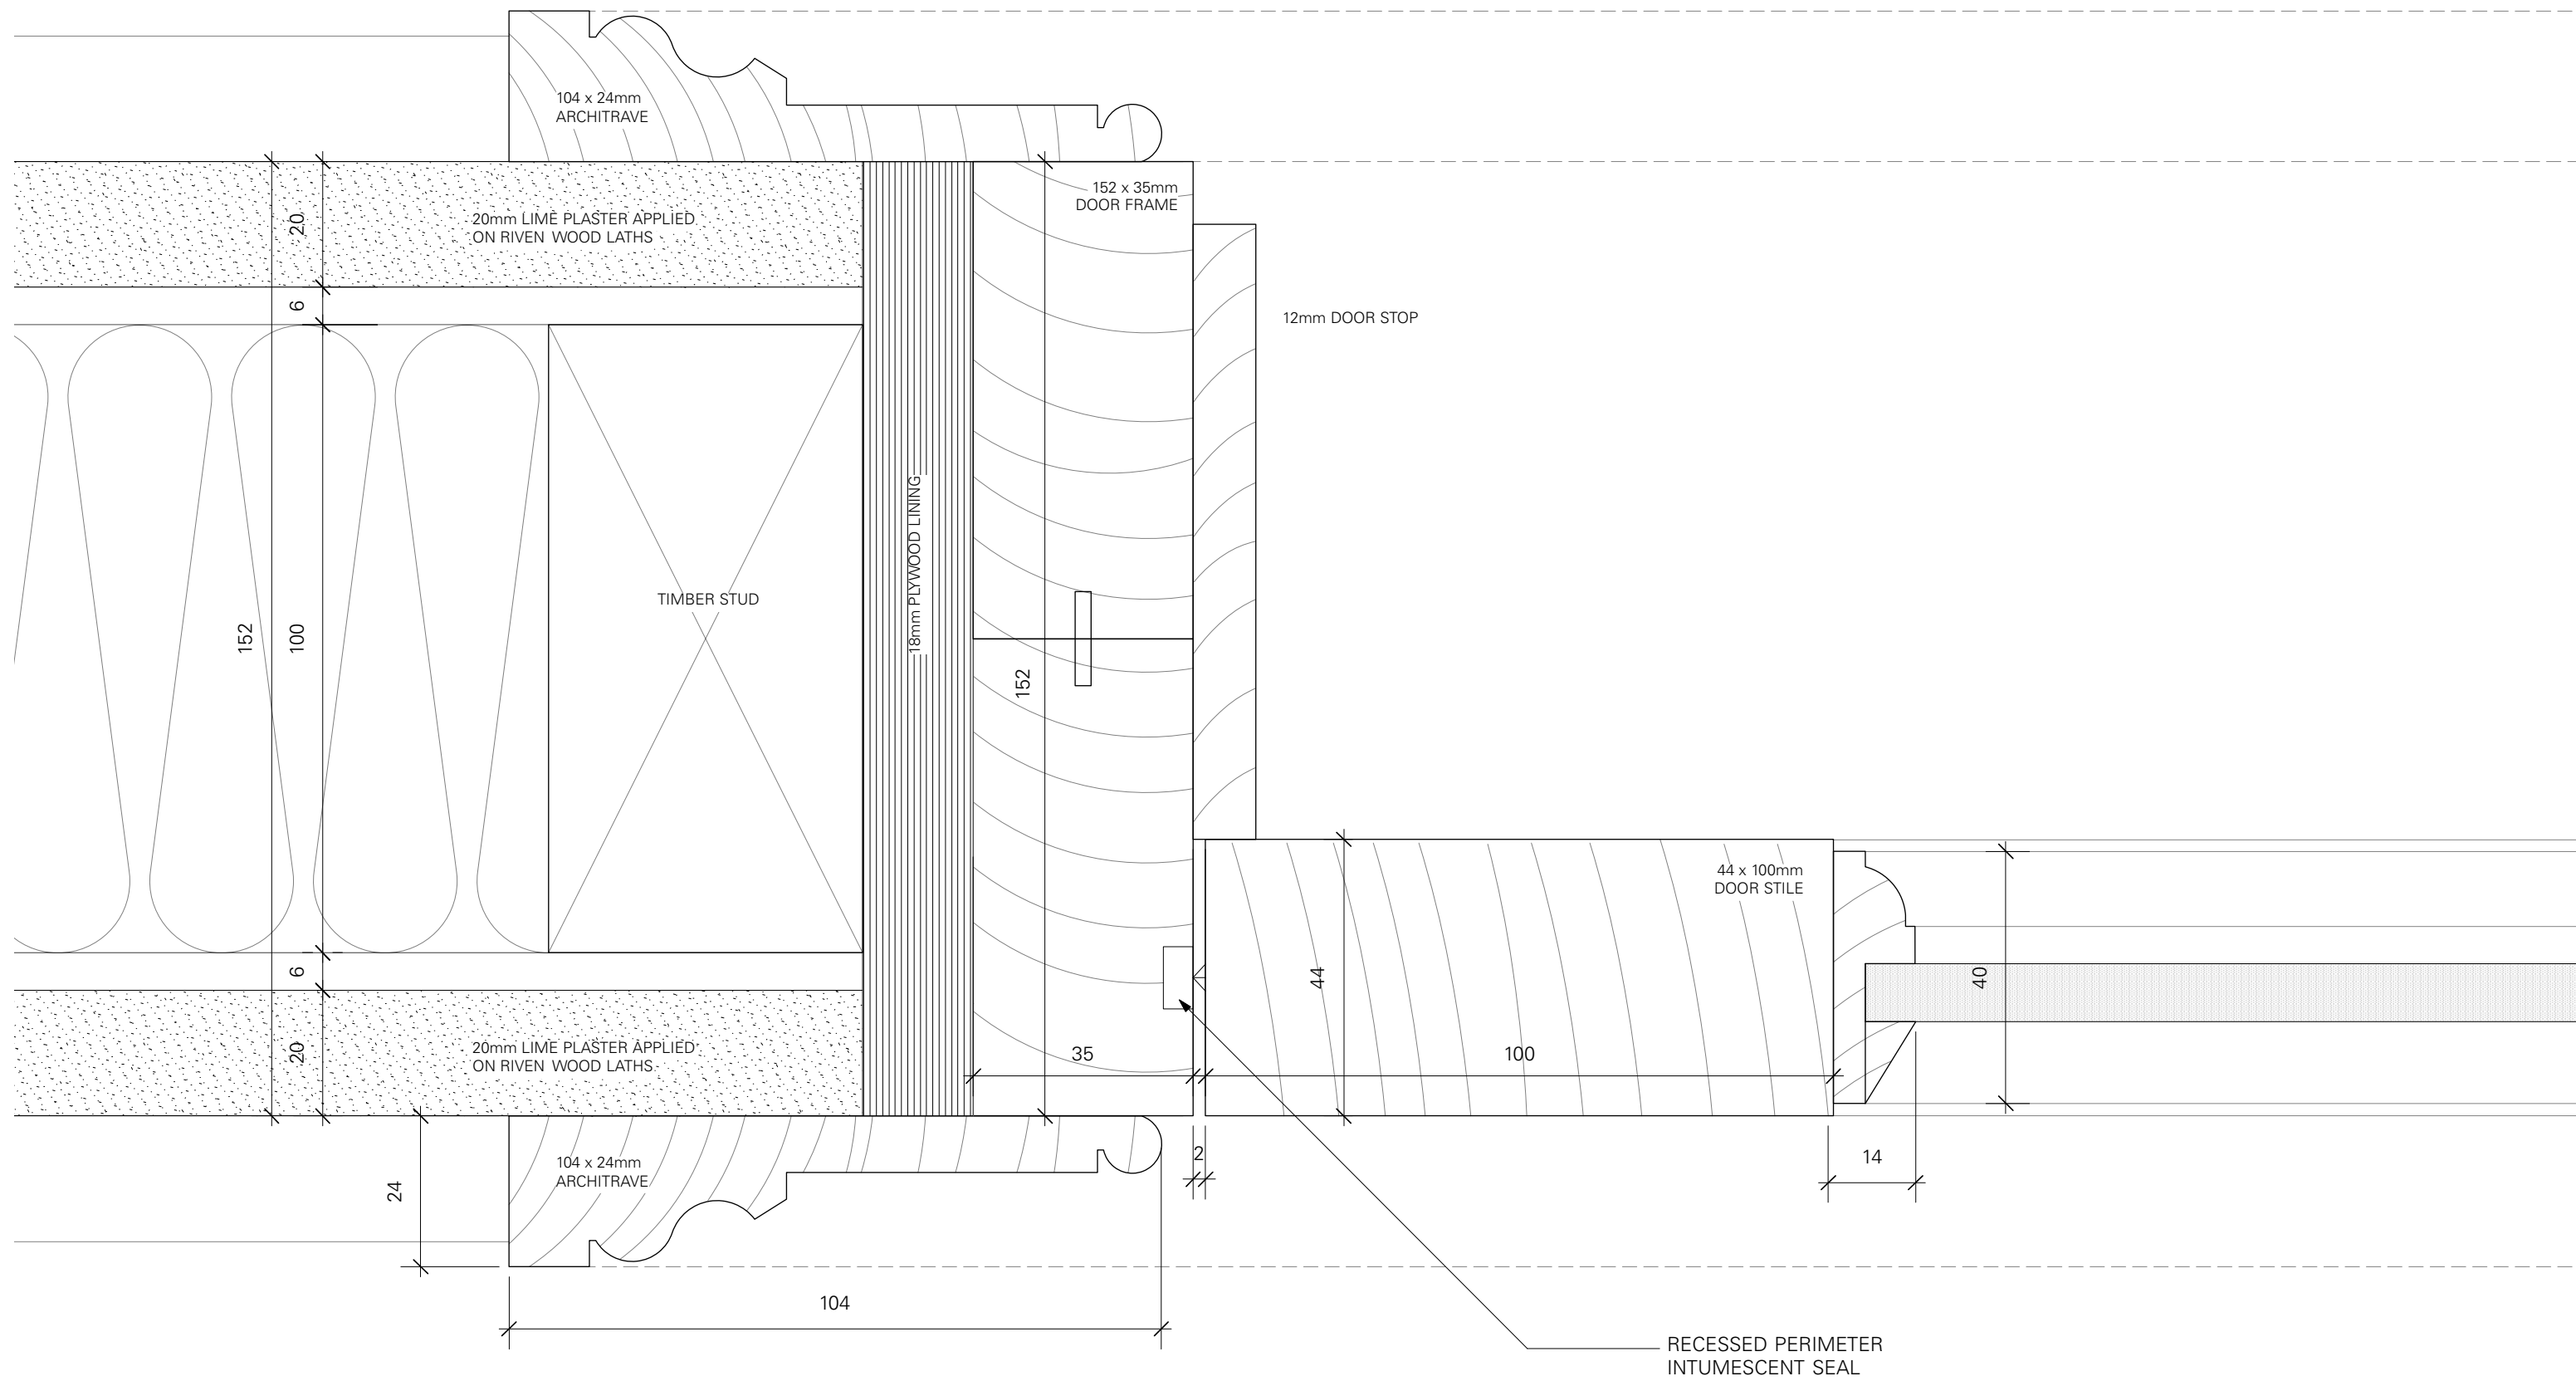 104 x 24mm
ARCHITRAVE
152 x 35mm
DOOR FRAME
20mm LIME PLASTER APPLIED
ON RIVEN WOOD LATHS
20
6
12mm DOOR STOP
18mm PLYWOOD LINING
TIMBER STUD
152
100
152
44 x 100mm
DOOR STILE
6
44
40
20mm LIME PLASTER APPLIED
ON RIVEN WOOD LATHS
20
35
100
2
14
104 x 24mm
ARCHITRAVE
24
104
RECESSED PERIMETER
INTUMESCENT SEAL